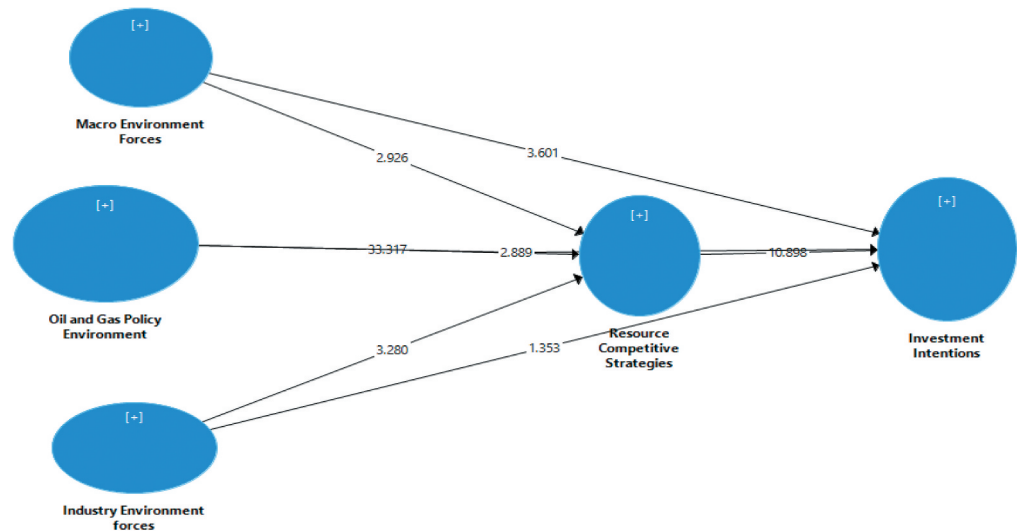 [+]
Macro Environment
Forces
3.601
2.926
[+]
[+]
[+]
33.317
2.889
10.898
Oil and Gas Policy
Environment
Resource
Competitive
Strategies
Investment
Intentions
3.280
1.353
[+]
Industry Environment
forces